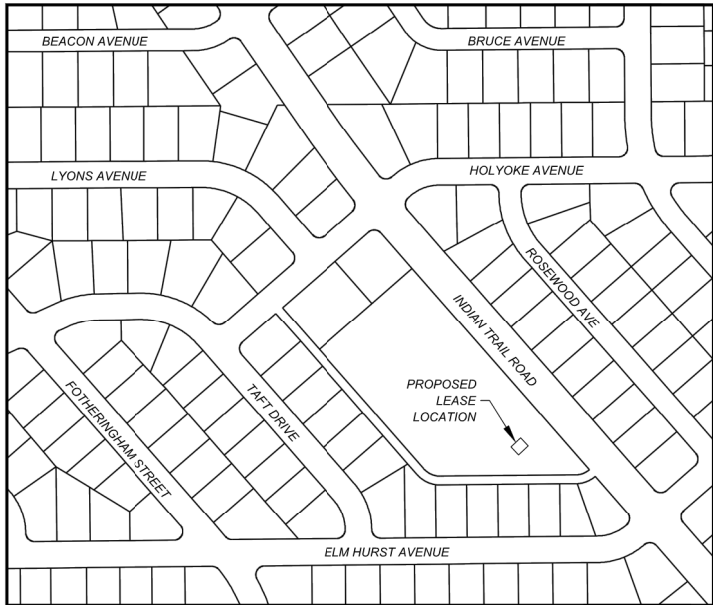 BEACON AVENUE
BRUCE AVENUE
LYONS AVENUE
HOLYOKE AVENUE
ROSEWOOD AVE
INDIAN TRAIL ROAD
PROPOSED
LEASE
LOCATION
TAFT DRIVE
FOTHERINGHAM STREET
ELM HURST AVENUE